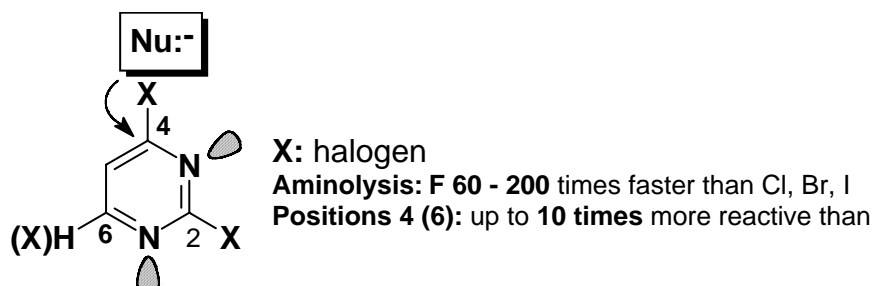 Nu:-
X
4
N
X: halogen
Aminolysis: F 60 - 200 times faster than Cl, Br, I
Positions 4 (6): up to 10 times more reactive than
(X)H 6 N 2 X